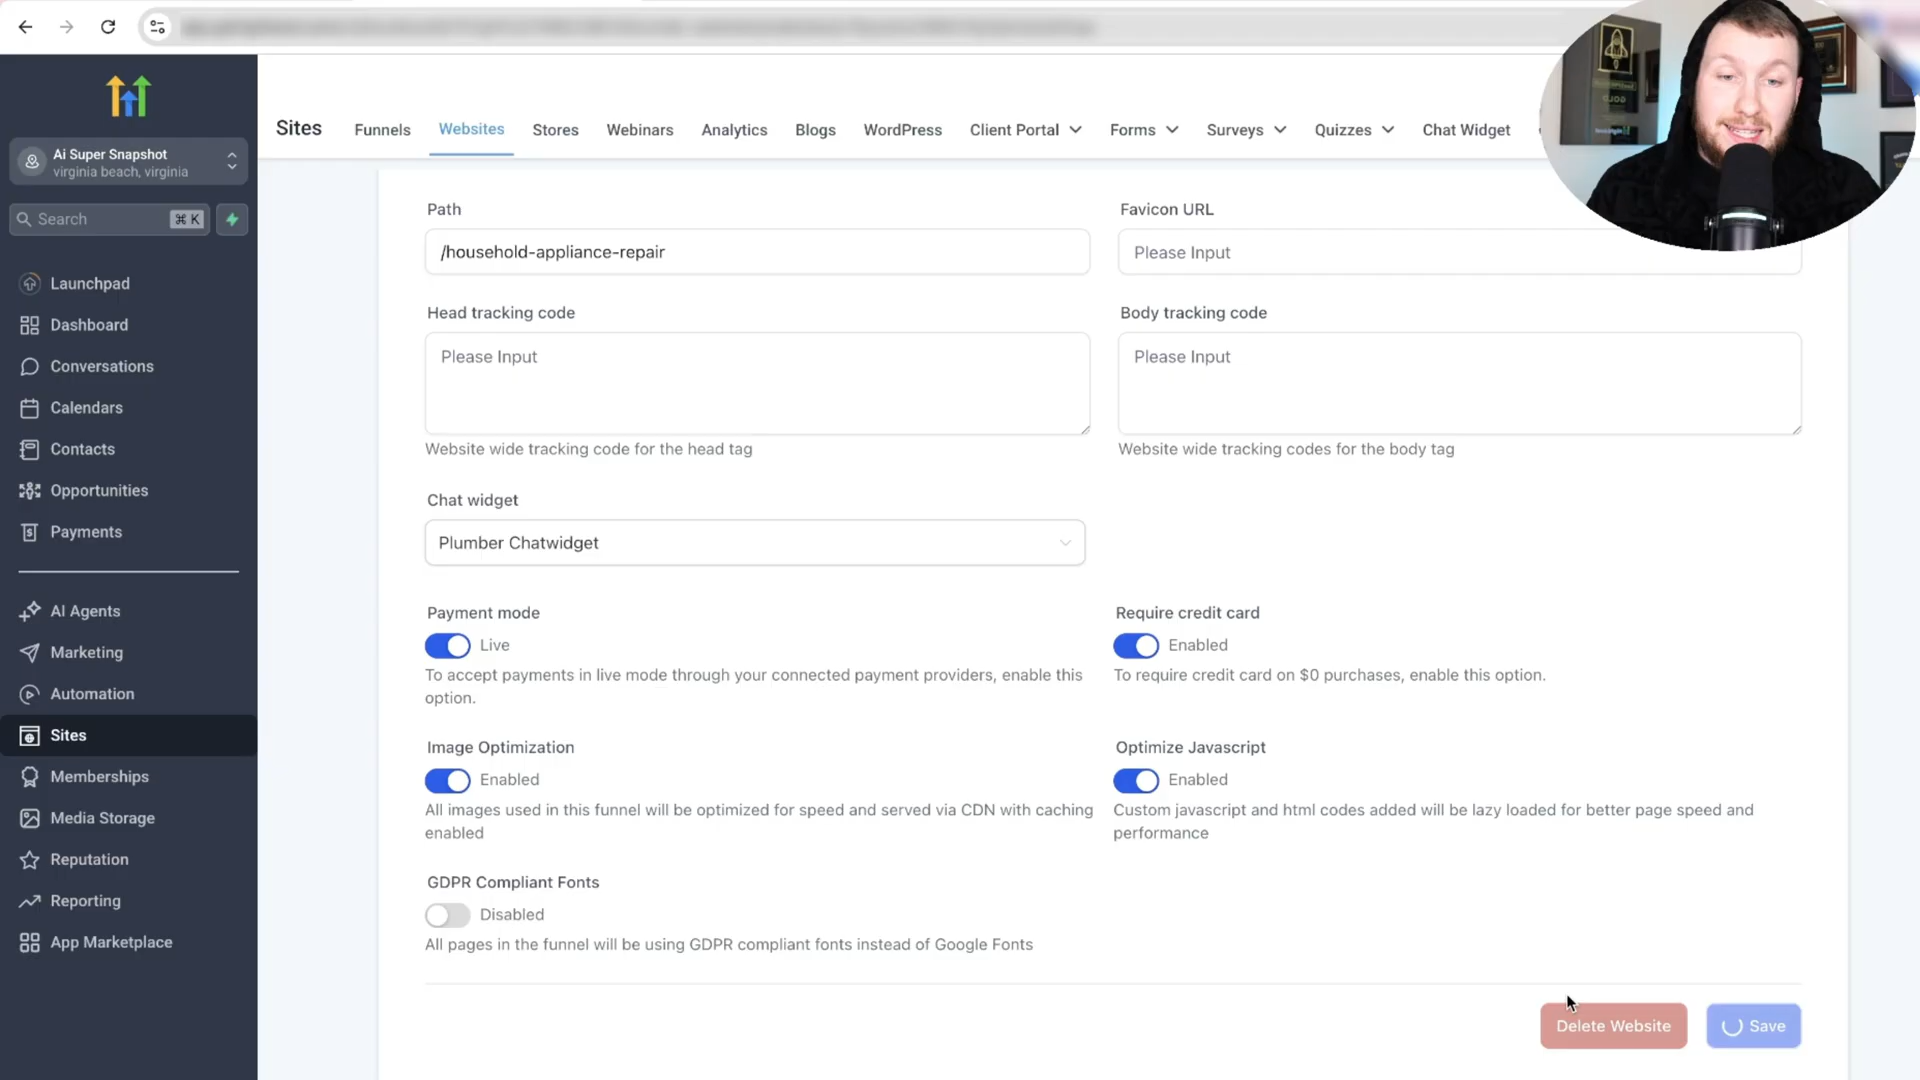 Ai Super Snapshot
virginia beach, virginia
Search
⌘ K
Launchpad
Dashboard
Conversations
Calendars
Contacts
Opportunities
Payments
AI Agents
Marketing
Automation
Sites
Memberships
Media Storage
Reputation
Reporting
App Marketplace
Sites Funnels Websites Stores Webinars Analytics Blogs WordPress Client Portal Forms Surveys Quizzes Chat Widget
Path
/household-appliance-repair
Favicon URL
Please Input
Head tracking code
Please Input
Website wide tracking code for the head tag
Body tracking code
Please Input
Website wide tracking codes for the body tag
Chat widget
Plumber Chatwidget
Payment mode
Live
To accept payments in live mode through your connected payment providers, enable this
option.
Require credit card
Enabled
To require credit card on $0 purchases, enable this option.
Image Optimization
Enabled
All images used in this funnel will be optimized for speed and served via CDN with caching
enabled
Optimize Javascript
Enabled
Custom javascript and html codes added will be lazy loaded for better page speed and
performance
GDPR Compliant Fonts
Disabled
All pages in the funnel will be using GDPR compliant fonts instead of Google Fonts
Delete Website
Save